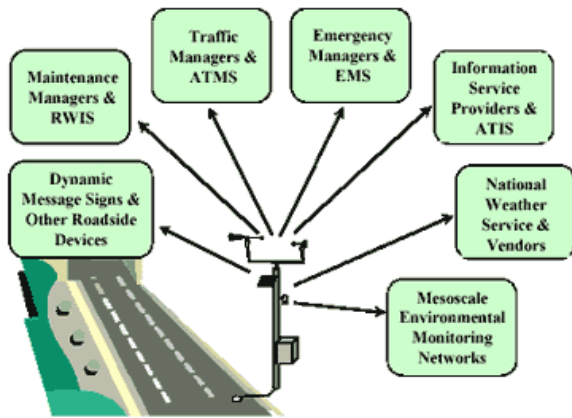 Traffic
Managers &
ATMS
Emergency
Managers &
EMS
Maintenance
Managers &
RWIS
Information
Service
Providers &
ATIS
Dynamic
Message Signs &
Other Roadside
Devices
National
Weather
Service &
Vendors
Mesoscale
Environmental
Monitoring
Networks